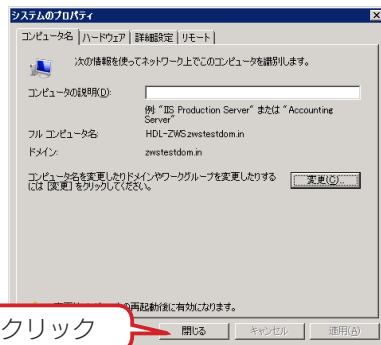 システムのプロパティ
コンピュータ名 ハードウェア 詳細設定 リモート
次の情報を使ってネットワーク上でこのコンピュータを識別します。
コンピュータの説明(D):
例: "IIS Production Server" または "Accounting
Server"
フル コンピュータ名: HDL-ZWS.zwstestdom.in
ドメイン: zwstestdom.in
コンピュータ名を変更したりドメインやワークグループを変更したりする
には [変更] をクリックしてください。
変更(C)...
再起動後に有効になります。
クリック
閉じる キャンセル 適用(A)